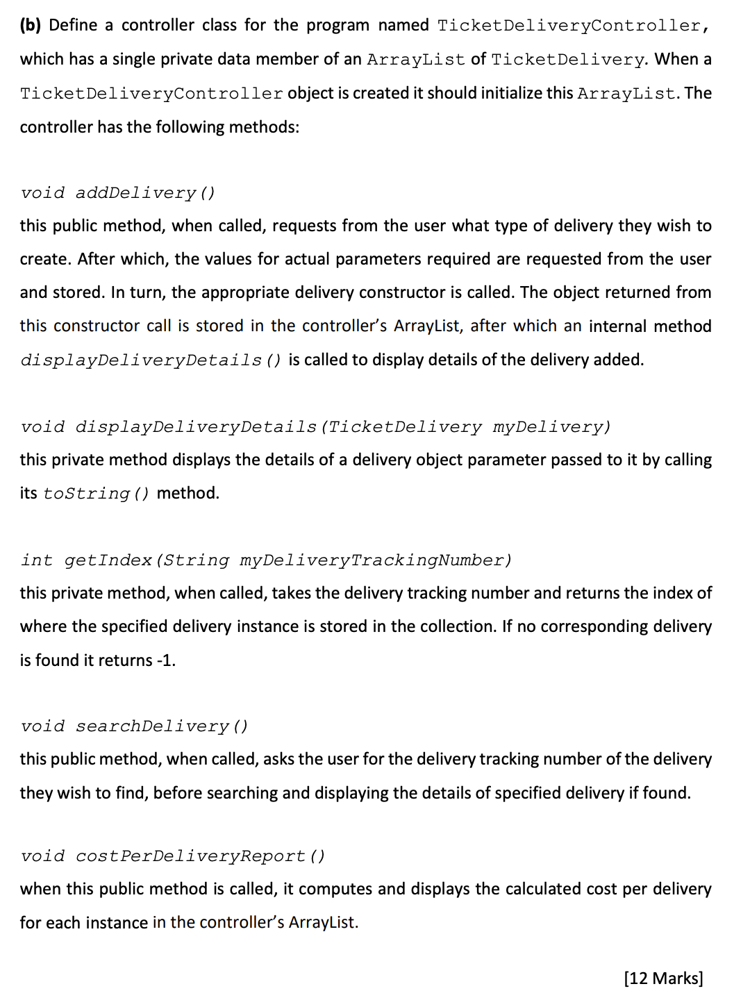 (b) Define a controller class for the program named TicketDeliveryController,
which has a single private data member of an ArrayList of TicketDelivery. When a
TicketDeliveryController object is created it should initialize this ArrayList. The
controller has the following methods:
void addDelivery()
this public method, when called, requests from the user what type of delivery they wish to
create. After which, the values for actual parameters required are requested from the user
and stored. In turn, the appropriate delivery constructor is called. The object returned from
this constructor call is stored in the controller’s ArrayList, after which an internal method
displayDeliveryDetails() is called to display details of the delivery added.
void displayDeliveryDetails(TicketDelivery myDelivery)
this private method displays the details of a delivery object parameter passed to it by calling
its toString() method.
int getIndex(String myDeliveryTrackingNumber)
this private method, when called, takes the delivery tracking number and returns the index of
where the specified delivery instance is stored in the collection. If no corresponding delivery
is found it returns -1.
void searchDelivery()
this public method, when called, asks the user for the delivery tracking number of the delivery
they wish to find, before searching and displaying the details of specified delivery if found.
void costPerDeliveryReport()
when this public method is called, it computes and displays the calculated cost per delivery
for each instance in the controller’s ArrayList.
[12 Marks]